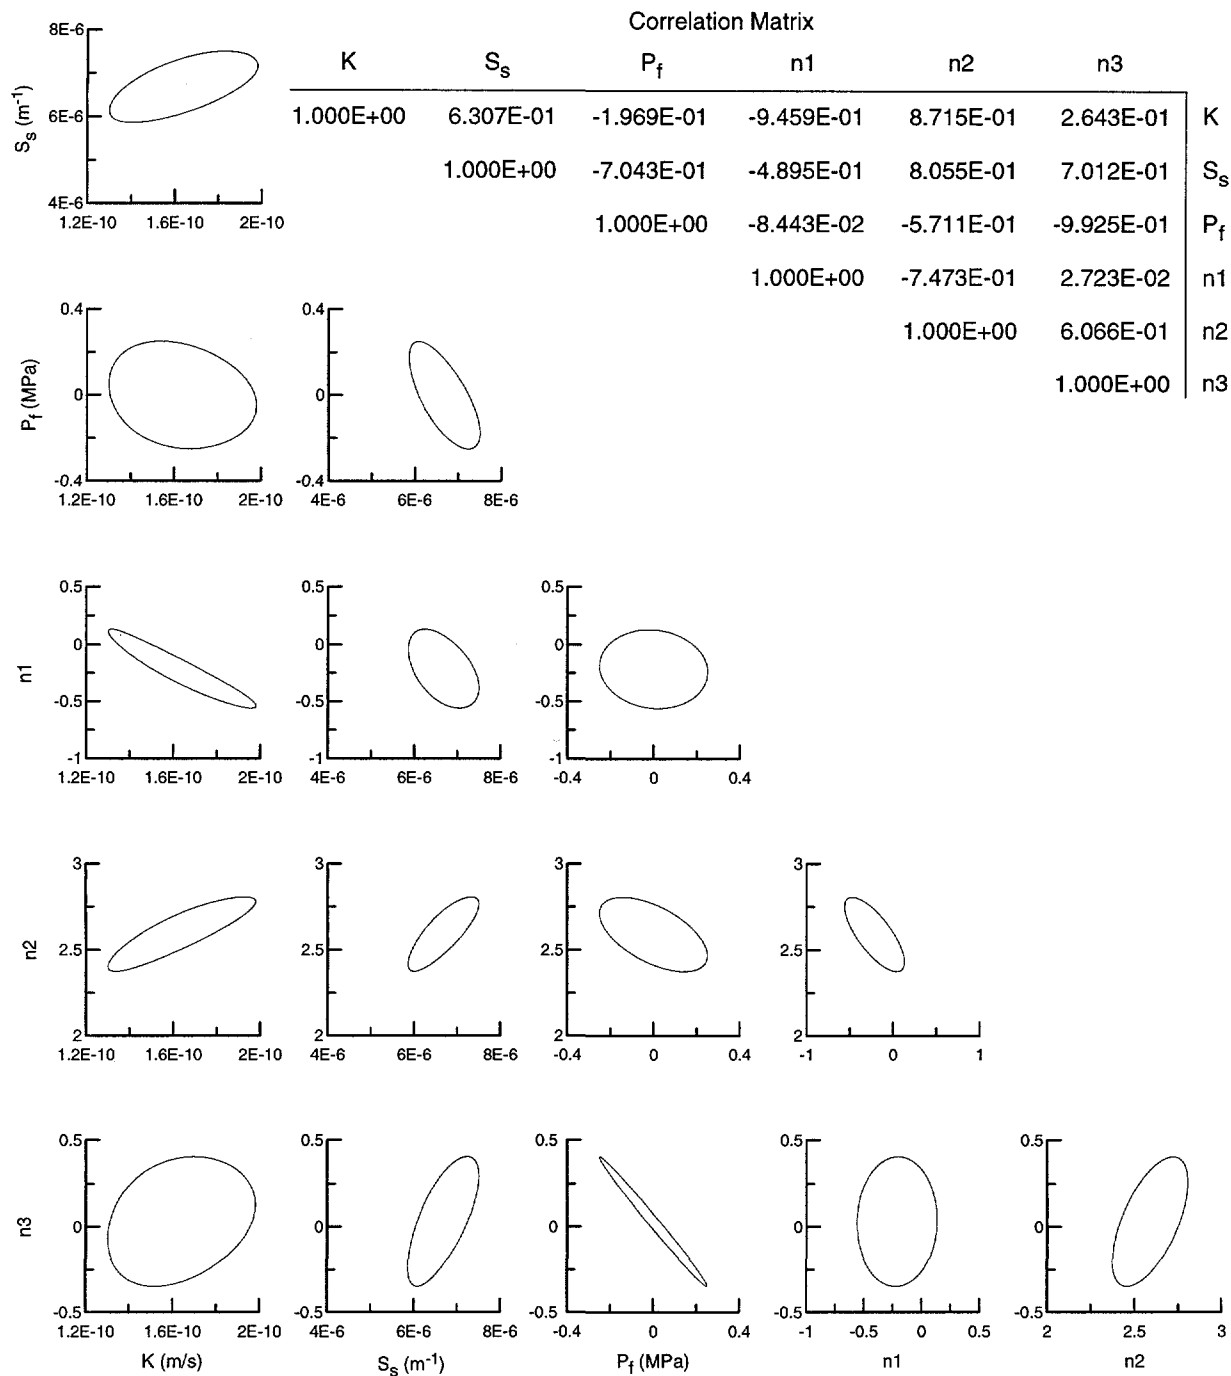 Correlation Matrix
K S_s P_f n1 n2 n3
1.000E+00 6.307E-01 -1.969E-01 -9.459E-01 8.715E-01 2.643E-01 K
1.000E+00 -7.043E-01 -4.895E-01 8.055E-01 7.012E-01 S_s
1.000E+00 -8.443E-02 -5.711E-01 -9.925E-01 P_f
1.000E+00 -7.473E-01 2.723E-02 n1
1.000E+00 6.066E-01 n2
1.000E+00 n3
8E-6
6E-6
4E-6
S_s (m⁻¹)
1.2E-10 1.6E-10 2E-10
0.4
0
-0.4
P_f (MPa)
1.2E-10 1.6E-10 2E-10 4E-6 6E-6 8E-6
0.5 0.5 0.5
0 0 0
-0.5 -0.5 -0.5
-1 -1 -1
n1
1.2E-10 1.6E-10 2E-10 4E-6 6E-6 8E-6 -0.4 0 0.4
3 3 3 3
2.5 2.5 2.5 2.5
2 2 2 2
n2
1.2E-10 1.6E-10 2E-10 4E-6 6E-6 8E-6 -0.4 0 0.4 -1 0 1
0.5 0.5 0.5 0.5 0.5
0 0 0 0 0
-0.5 -0.5 -0.5 -0.5 -0.5
n3
1.2E-10 1.6E-10 2E-10 4E-6 6E-6 8E-6 -0.4 0 0.4 -1 -0.5 0 0.5 2 2.5 3
K (m/s) S_s (m⁻¹) P_f (MPa) n1 n2